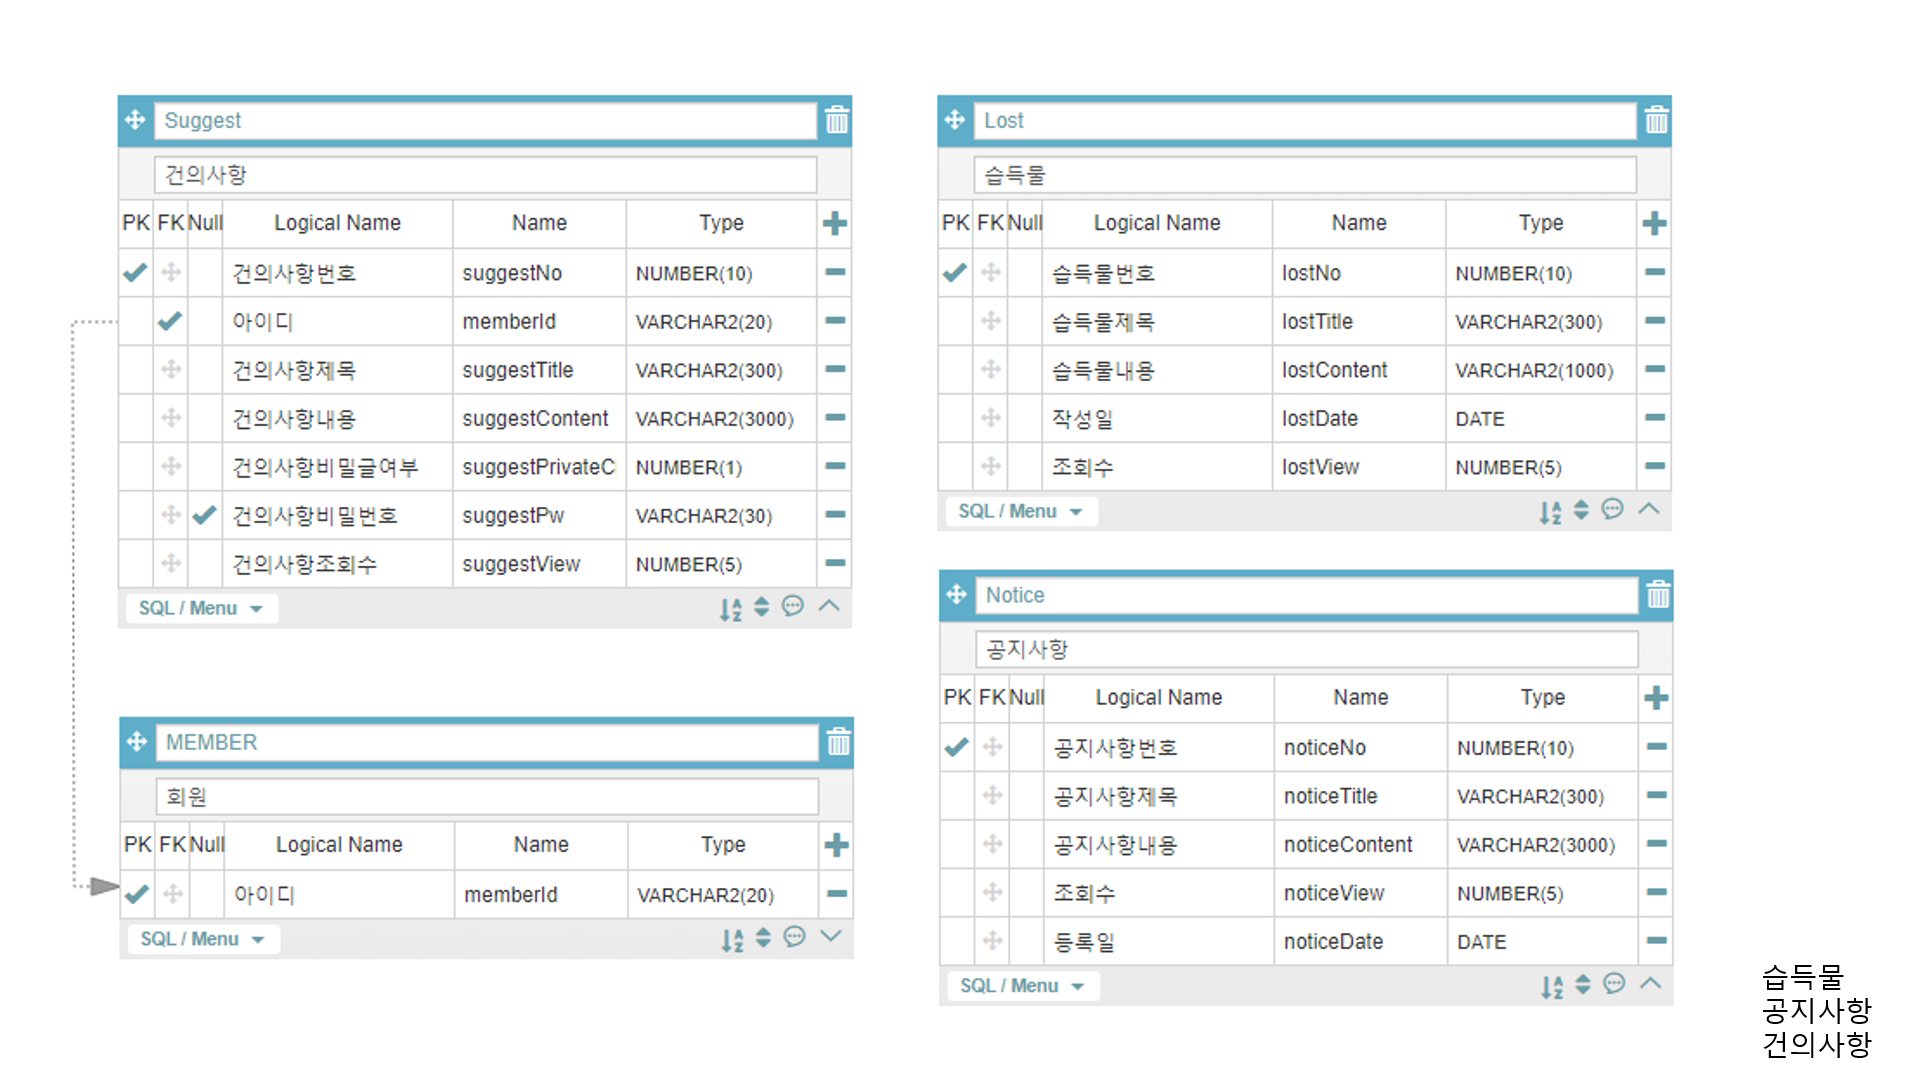 Suggest
건의사항
PK FK Null Logical Name Name Type
건의사항번호 suggestNo NUMBER(10)
아이디 memberId VARCHAR2(20)
건의사항제목 suggestTitle VARCHAR2(300)
건의사항내용 suggestContent VARCHAR2(3000)
건의사항비밀글여부 suggestPrivateC NUMBER(1)
건의사항비밀번호 suggestPw VARCHAR2(30)
건의사항조회수 suggestView NUMBER(5)
SQL / Menu
MEMBER
회원
PK FK Null Logical Name Name Type
아이디 memberId VARCHAR2(20)
SQL / Menu
Lost
습득물
PK FK Null Logical Name Name Type
습득물번호 lostNo NUMBER(10)
습득물제목 lostTitle VARCHAR2(300)
습득물내용 lostContent VARCHAR2(1000)
작성일 lostDate DATE
조회수 lostView NUMBER(5)
SQL / Menu
Notice
공지사항
PK FK Null Logical Name Name Type
공지사항번호 noticeNo NUMBER(10)
공지사항제목 noticeTitle VARCHAR2(300)
공지사항내용 noticeContent VARCHAR2(3000)
조회수 noticeView NUMBER(5)
등록일 noticeDate DATE
SQL / Menu
습득물
공지사항
건의사항